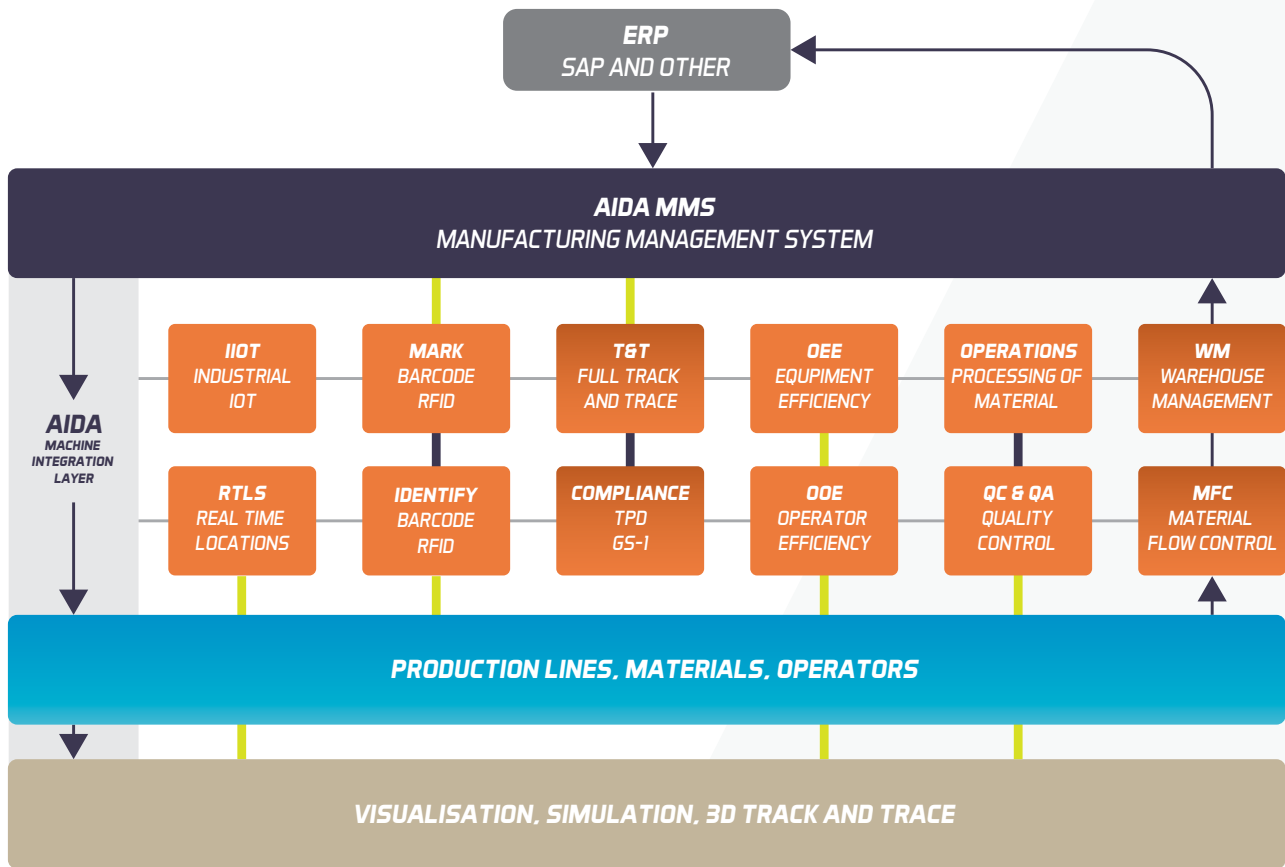 ERP
SAP AND OTHER
AIDA MMS
MANUFACTURING MANAGEMENT SYSTEM
AIDA
MACHINE
INTEGRATION
LAYER
IIOT
INDUSTRIAL
IOT
MARK
BARCODE
RFID
T&T
FULL TRACK
AND TRACE
OEE
EQUPIMENT
EFFICIENCY
OPERATIONS
PROCESSING OF
MATERIAL
WM
WAREHOUSE
MANAGEMENT
RTLS
REAL TIME
LOCATIONS
IDENTIFY
BARCODE
RFID
COMPLIANCE
TPD
GS-1
OOE
OPERATOR
EFFICIENCY
QC & QA
QUALITY
CONTROL
MFC
MATERIAL
FLOW CONTROL
PRODUCTION LINES, MATERIALS, OPERATORS
VISUALISATION, SIMULATION, 3D TRACK AND TRACE